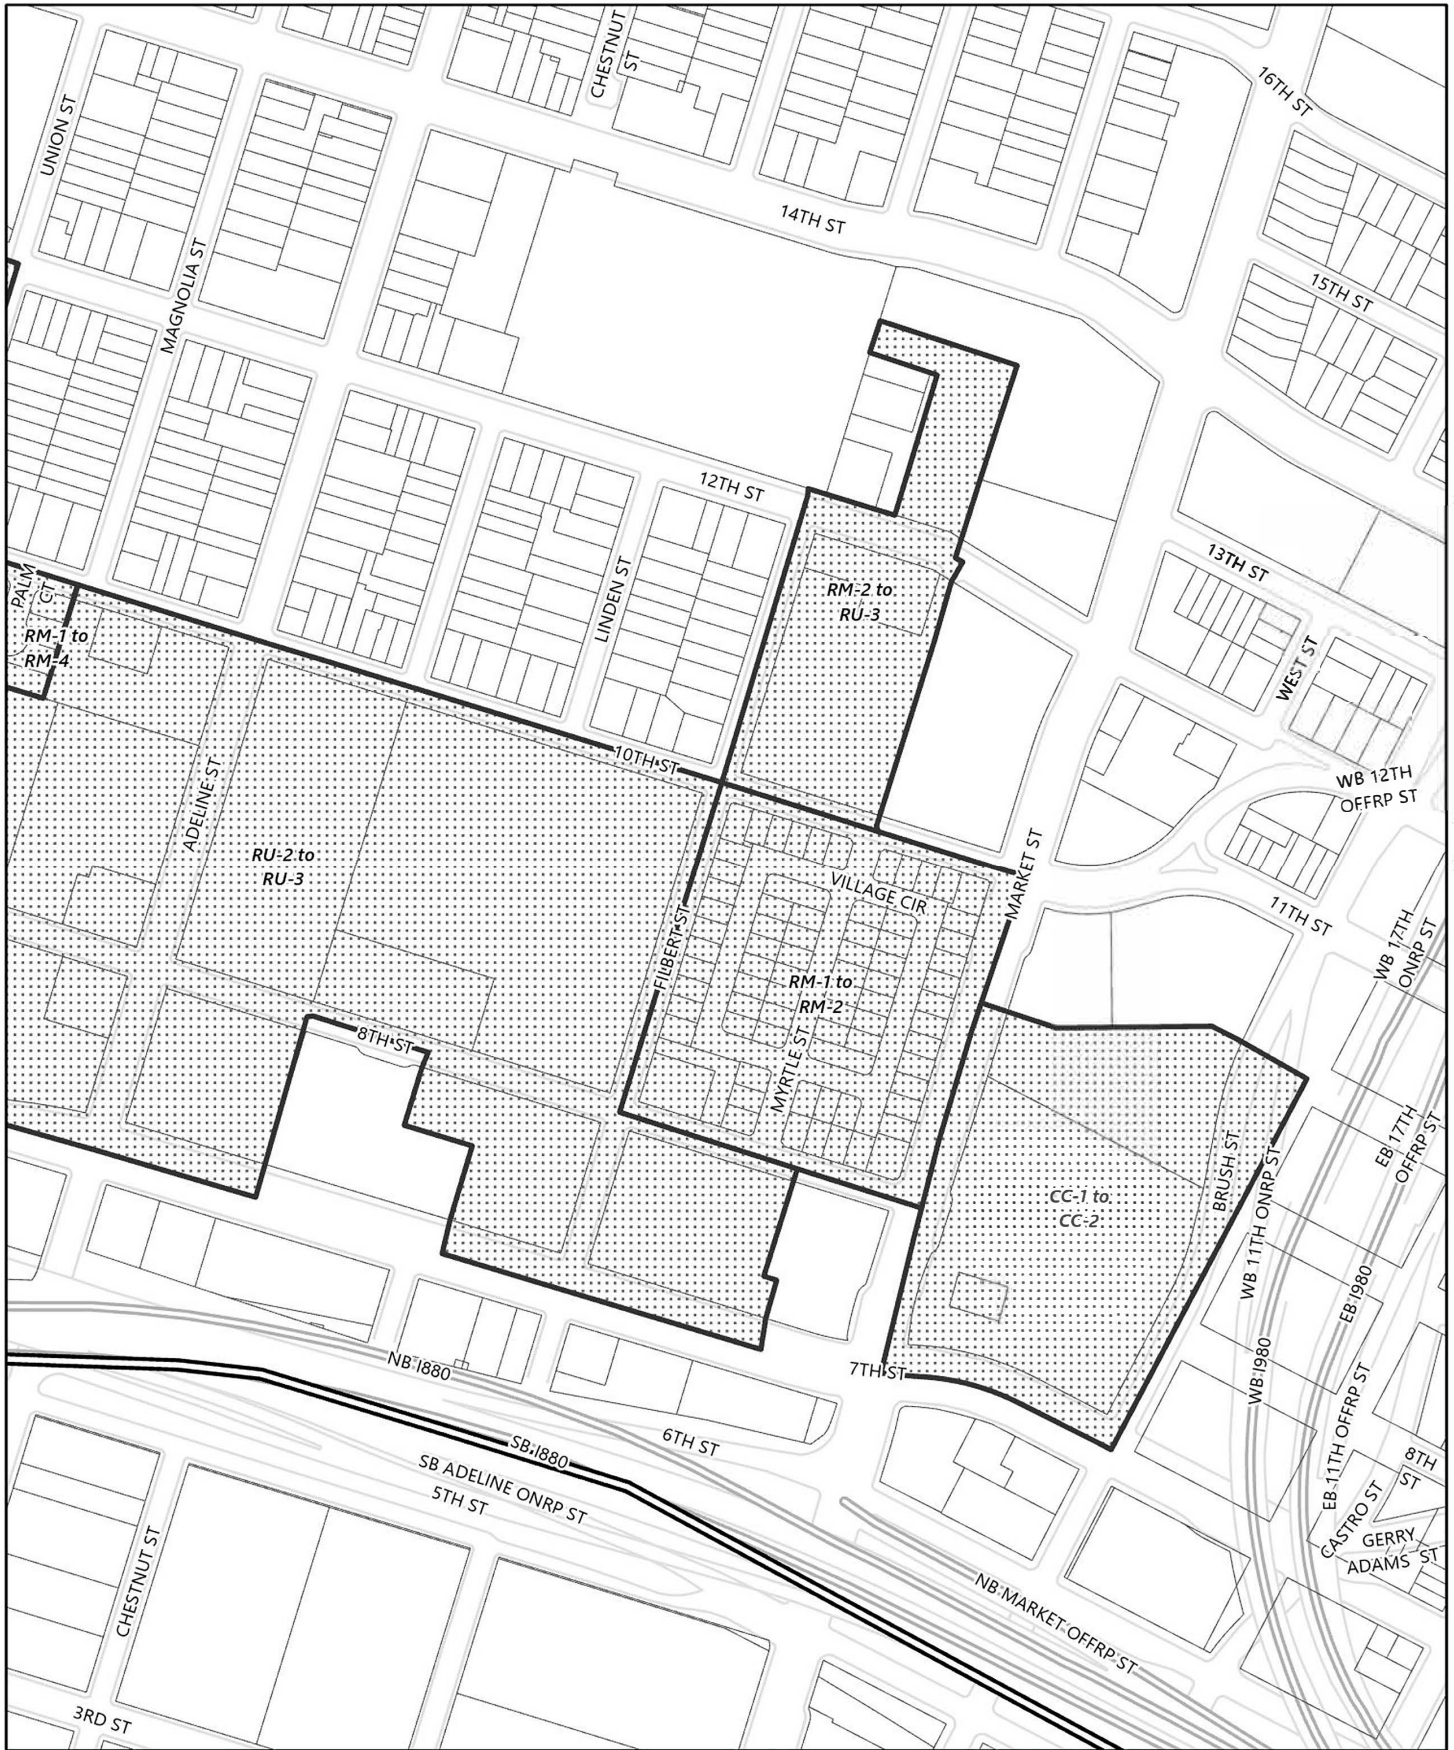 CHESTNUT
ST
16TH ST
UNION ST
14TH ST
MAGNOLIA ST
15TH ST
12TH ST
13TH ST
PALM
CT
LINDEN ST
RM-2 to
RU-3
RM-1 to
RM-4
WEST ST
10TH ST
WB 12TH
OFFRP ST
ADELINE ST
RU-2 to
RU-3
MARKET ST
VILLAGE CIR
11TH ST
FILBERT ST
WB 17TH
ONRP ST
RM-1 to
RM-2
8TH ST
MYRTLE ST
EB 17TH
OFFRP ST
BRUSH ST
CC-1 to
CC-2
WB 11TH ONRP ST
EB I980
NB I880
7TH ST
WB I980
6TH ST
SB I880
EB 11TH OFFRP ST
SB ADELINE ONRP ST
5TH ST
8TH
ST
CASTRO ST
GERRY
ADAMS ST
CHESTNUT ST
NB MARKET OFFRP ST
3RD ST